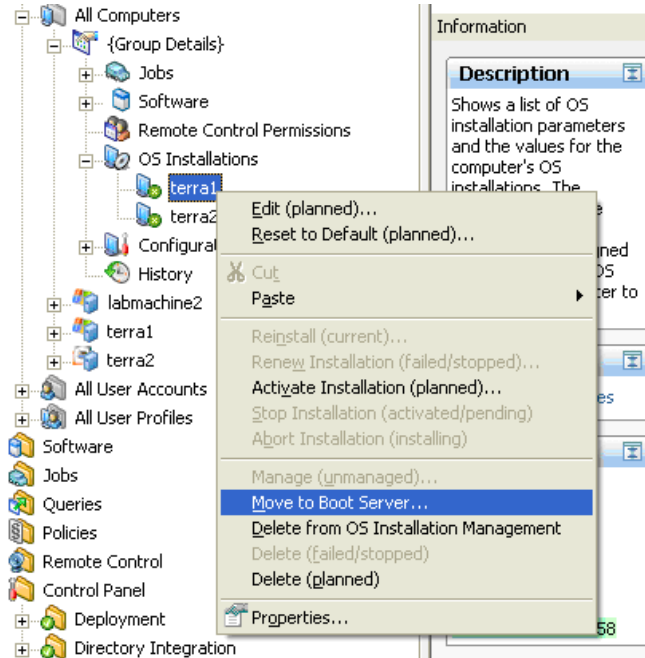 All Computers
{Group Details}
Jobs
Software
Remote Control Permissions
OS Installations
terra1
terra2
Configurat
History
labmachine2
terra1
terra2
All User Accounts
All User Profiles
Software
Jobs
Queries
Policies
Remote Control
Control Panel
Deployment
Directory Integration
Edit (planned)...
Reset to Default (planned)...
Cut
Paste
Reinstall (current)...
Renew Installation (failed/stopped)...
Activate Installation (planned)...
Stop Installation (activated/pending)
Abort Installation (installing)
Manage (unmanaged)...
Move to Boot Server...
Delete from OS Installation Management
Delete (failed/stopped)
Delete (planned)
Properties...
Information
Description
Shows a list of OS
installation parameters
and the values for the
computer's OS
installations. The
58